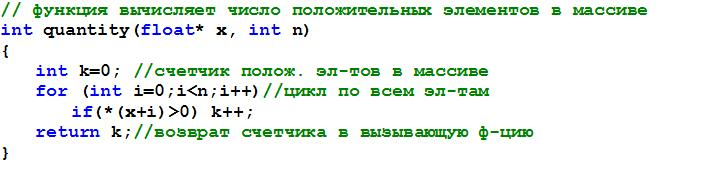 // функция вычисляет число положительных элементов в массиве
int quantity(float* x, int n)
{
int k=0; //счетчик полож. эл-тов в массиве
for (int i=0;i<n;i++)//цикл по всем эл-там
if(*(x+i)>0) k++;
return k;//возврат счетчика в вызывающую ф-цию
}